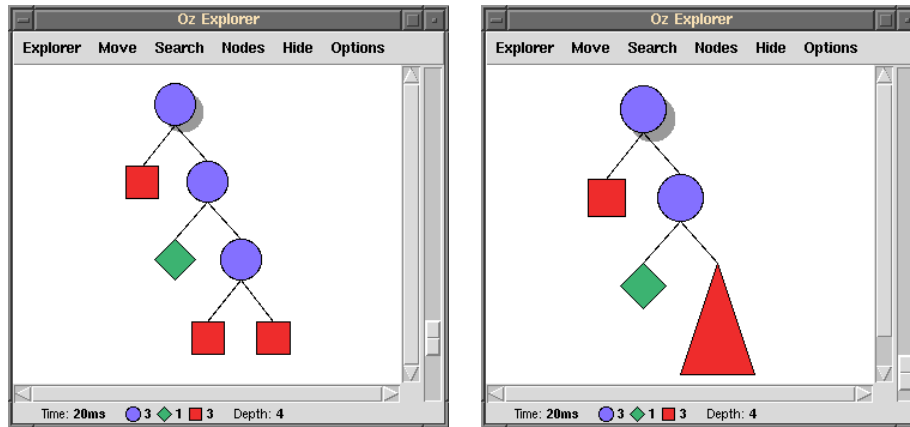 Oz Explorer
Explorer Move Search Nodes Hide Options
Time: 20ms 3 1 3 Depth: 4
Oz Explorer
Explorer Move Search Nodes Hide Options
Time: 20ms 3 1 3 Depth: 4